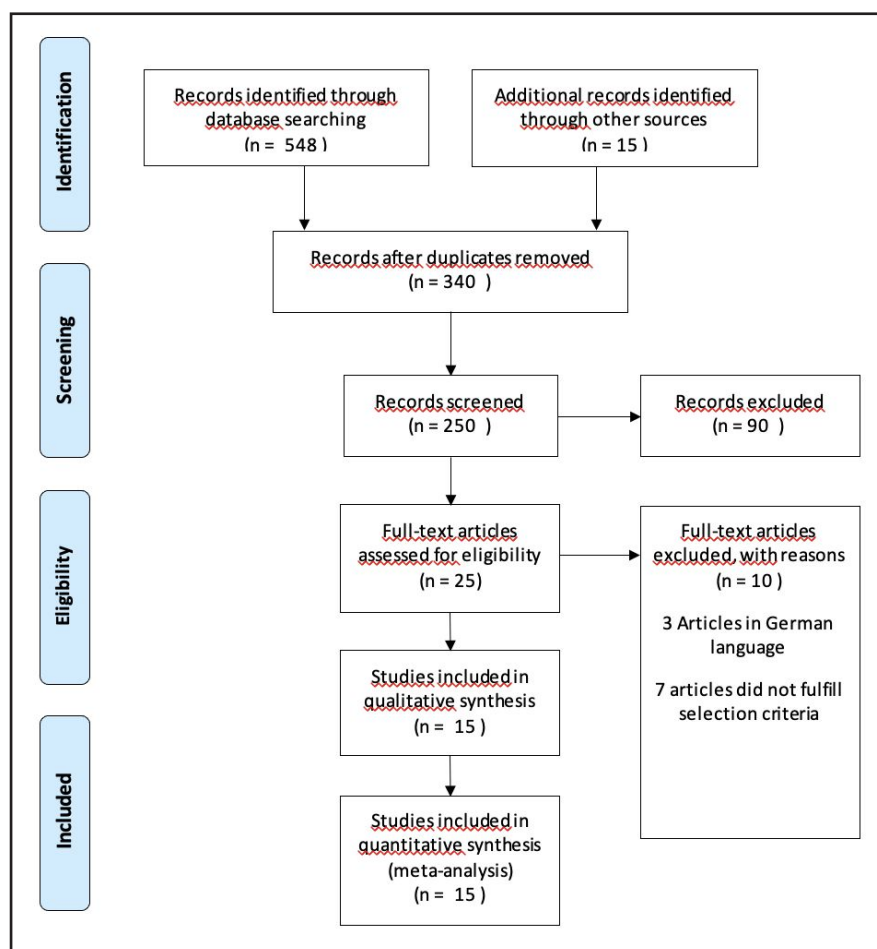 Identification
Records identified through
database searching
(n = 548 )
Additional records identified
through other sources
(n = 15 )
Records after duplicates removed
(n = 340 )
Screening
Records screened
(n = 250 )
Records excluded
(n = 90 )
Eligibility
Full-text articles
assessed for eligibility
(n = 25)
Full-text articles
excluded, with reasons
(n = 10 )
3 Articles in German
language
7 articles did not fulfill
selection criteria
Studies included in
qualitative synthesis
(n = 15 )
Included
Studies included in
quantitative synthesis
(meta-analysis)
(n = 15 )